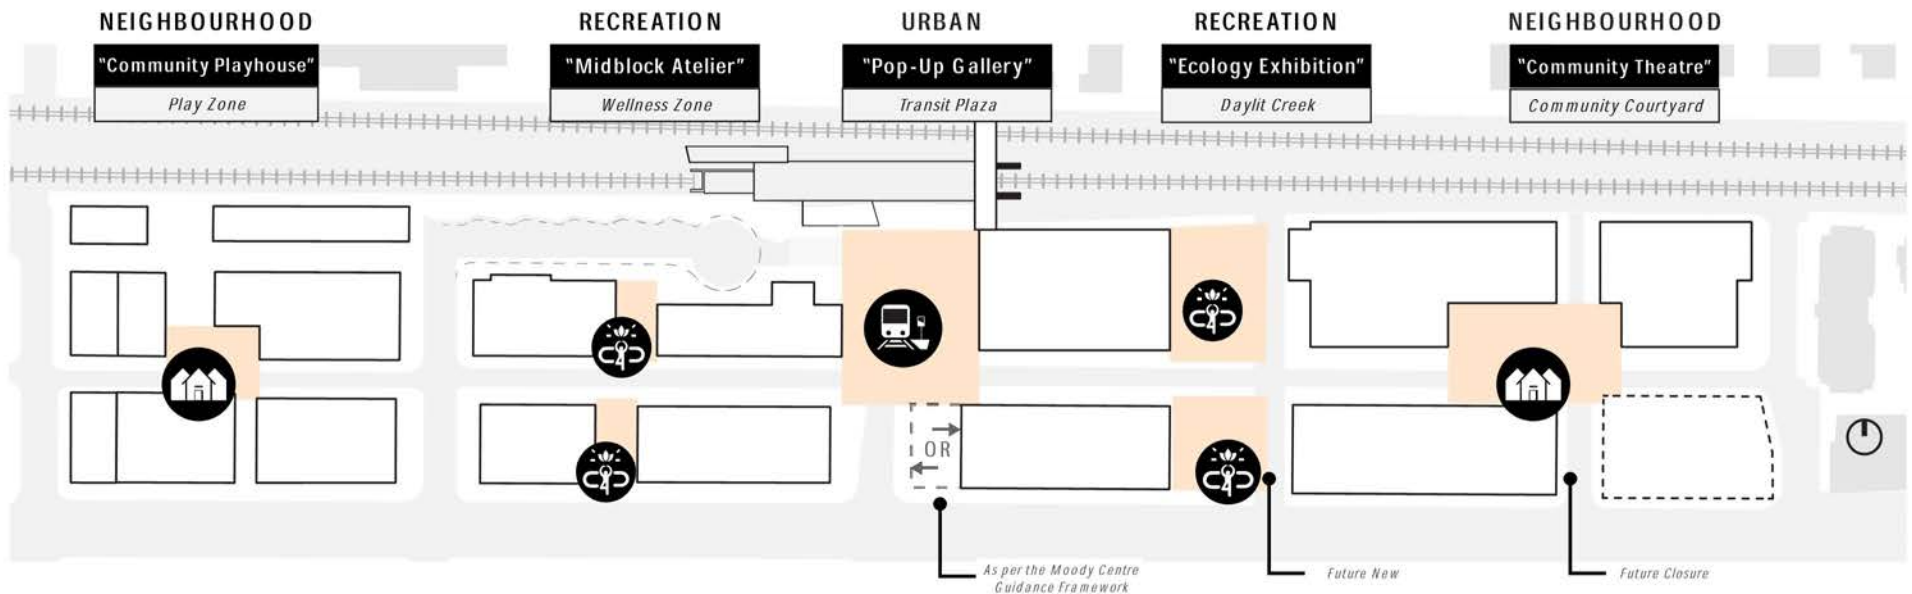 NEIGHBOURHOOD
"Community Playhouse"
Play Zone
RECREATION
"Midblock Atelier"
Wellness Zone
URBAN
"Pop-Up Gallery"
Transit Plaza
RECREATION
"Ecology Exhibition"
Daylit Creek
NEIGHBOURHOOD
"Community Theatre"
Community Courtyard
OR
As per the Moody Centre
Guidance Framework
Future New
Future Closure